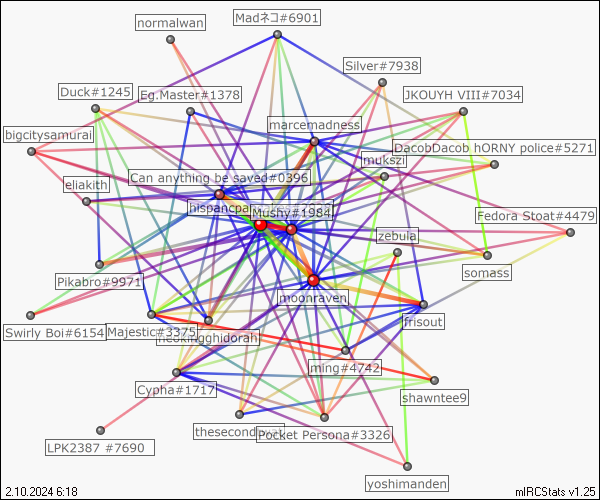 normalwan
Madネコ#6901
Silver#7938
Duck#1245
Eg.Master#1378
JKOUYH VIII#7034
marcemadness
bigcitysamurai
DacobDacob hORNY police#5271
mukszi
Can anything be saved#0396
eliakith
hispancpa
Mushy#1984
Fedora Stoat#4479
zebula
somass
Pikabro#9971
moonraven
frisout
Swirly Boi#6154
Majestic#3375
neokingghidorah
ming#4742
Cypha#1717
shawntee9
thesecond
Pocket Persona#3326
LPK2387 #7690
yoshimanden
2.10.2024 6:18
mIRCStats v1.25